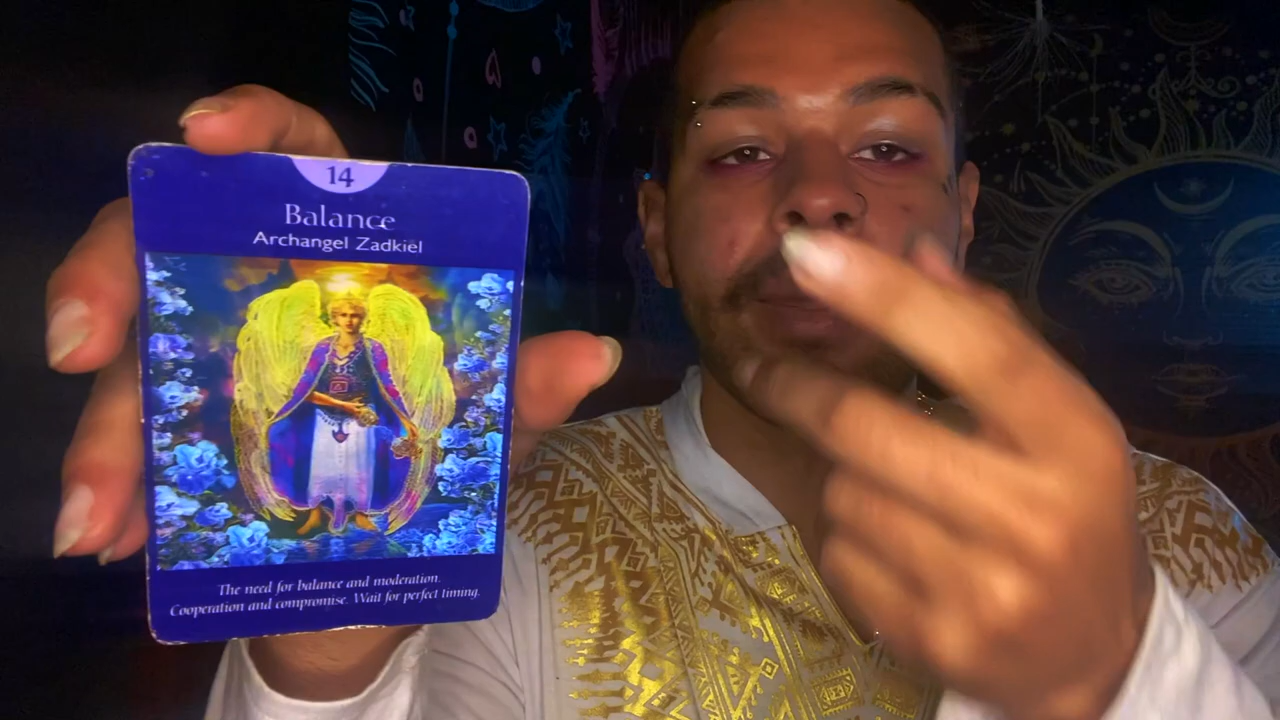 14
Balance
Archangel Zadkiel
The need for balance and moderation.
Cooperation and compromise. Wait for perfect timing.